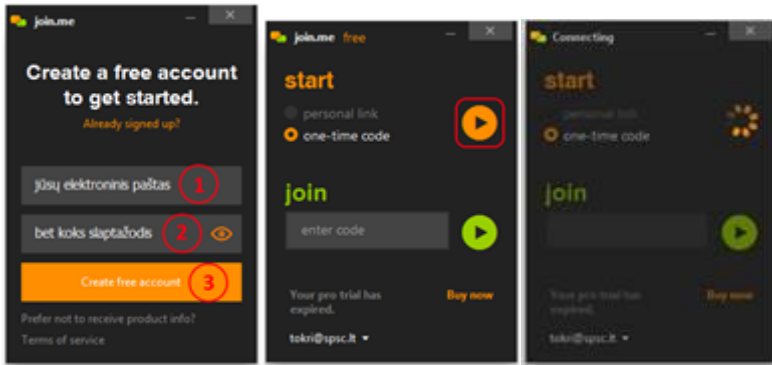 join.me
Create a free account
to get started.
Already signed up?
jūsų elektroninis paštas
1
bet koks slaptažodis
2
Create free account
3
Prefer not to receive product info?
Terms of service
join.me free
start
personal link
one-time code
join
enter code
Your pro trial has
expired.
Buy now
tokri@spsc.lt
Connecting
start
personal link
one-time code
join
Your pro trial has
expired.
Buy now
tokri@spsc.lt